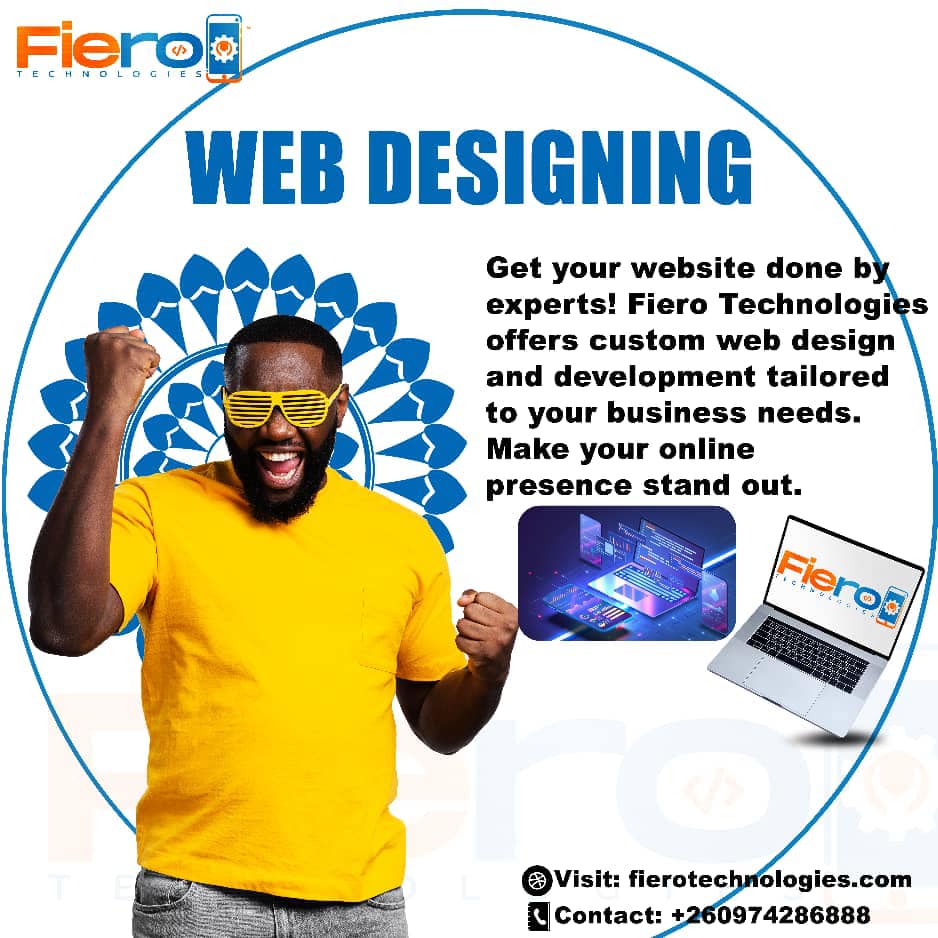 Fiero
TECHNOLOGIES
WEB DESIGNING
Get your website done by
experts! Fiero Technologies
offers custom web design
and development tailored
to your business needs.
Make your online
presence stand out.
Fiero
TECHNOLOGIES
Visit: fierotechnologies.com
Contact: +260974286888